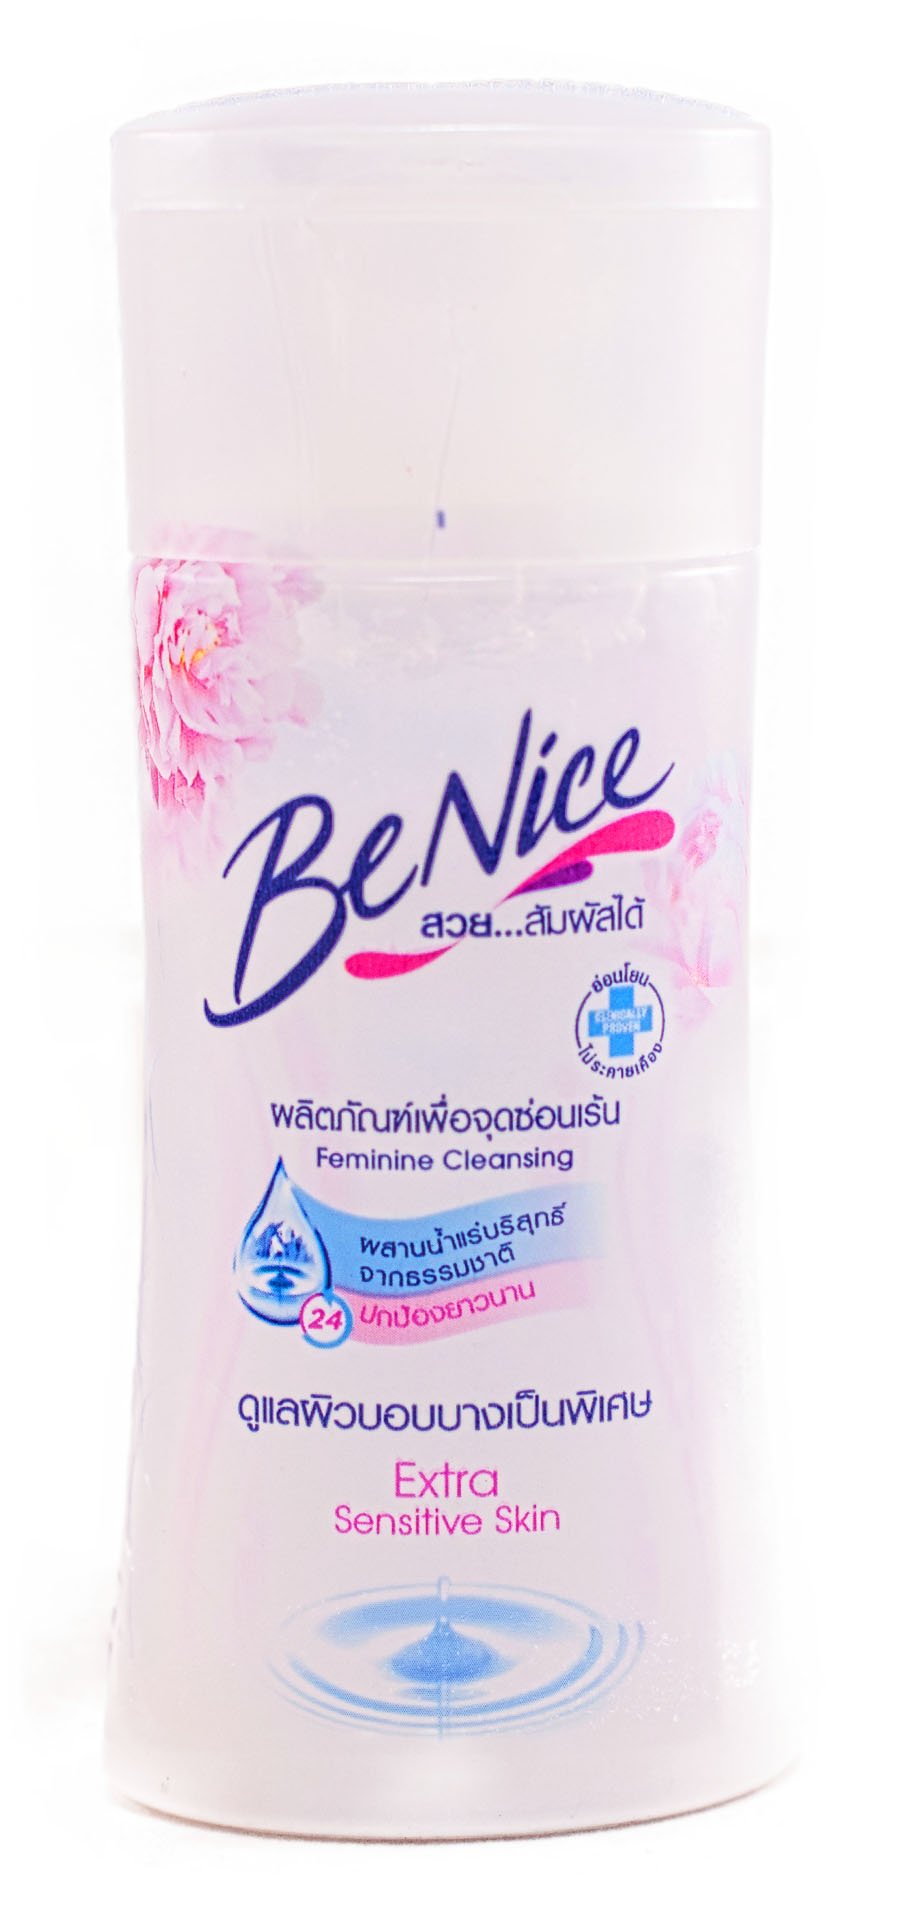 BeNice
สวย...สัมผัสได้
อ่อนโยน
CLINICALLY
PROVEN
ไม่ระคายเคือง
ผลิตภัณฑ์เพื่อจุดซ่อนเร้น
Feminine Cleansing
ผสานน้ำแร่บริสุทธิ์
จากธรรมชาติ
24 ปกป้องยาวนาน
ดูแลผิวบอบบางเป็นพิเศษ
Extra
Sensitive Skin